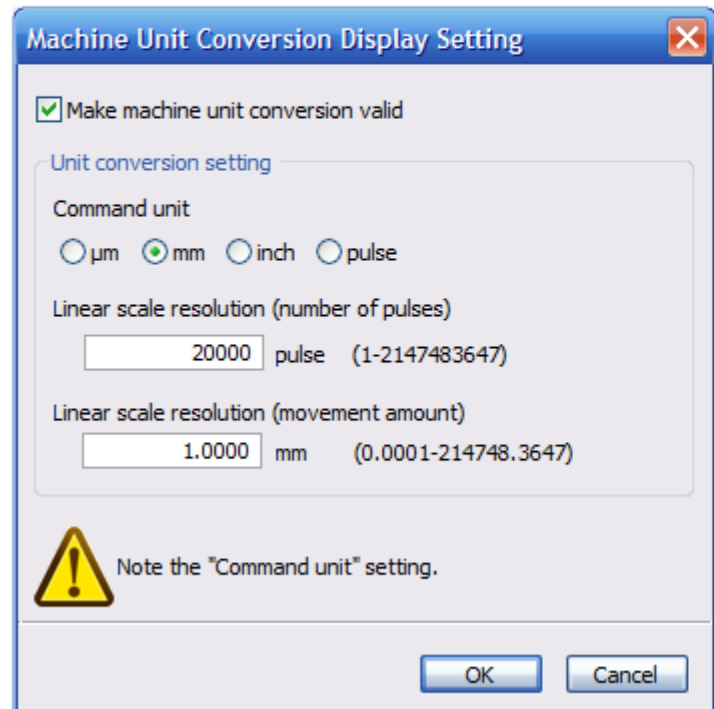 Machine Unit Conversion Display Setting
Make machine unit conversion valid
Unit conversion setting
Command unit
µm mm inch pulse
Linear scale resolution (number of pulses)
20000 pulse (1-2147483647)
Linear scale resolution (movement amount)
1.0000 mm (0.0001-214748.3647)
Note the "Command unit" setting.
OK Cancel